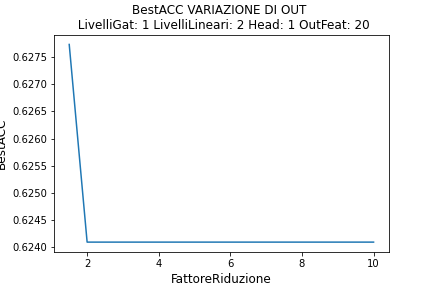 BestACC VARIAZIONE DI OUT
LivelliGat: 1 LivelliLineari: 2 Head: 1 OutFeat: 20
0.6275
0.6270
0.6265
0.6260
0.6255
0.6250
0.6245
0.6240
BestACC
2 4 6 8 10
FattoreRiduzione